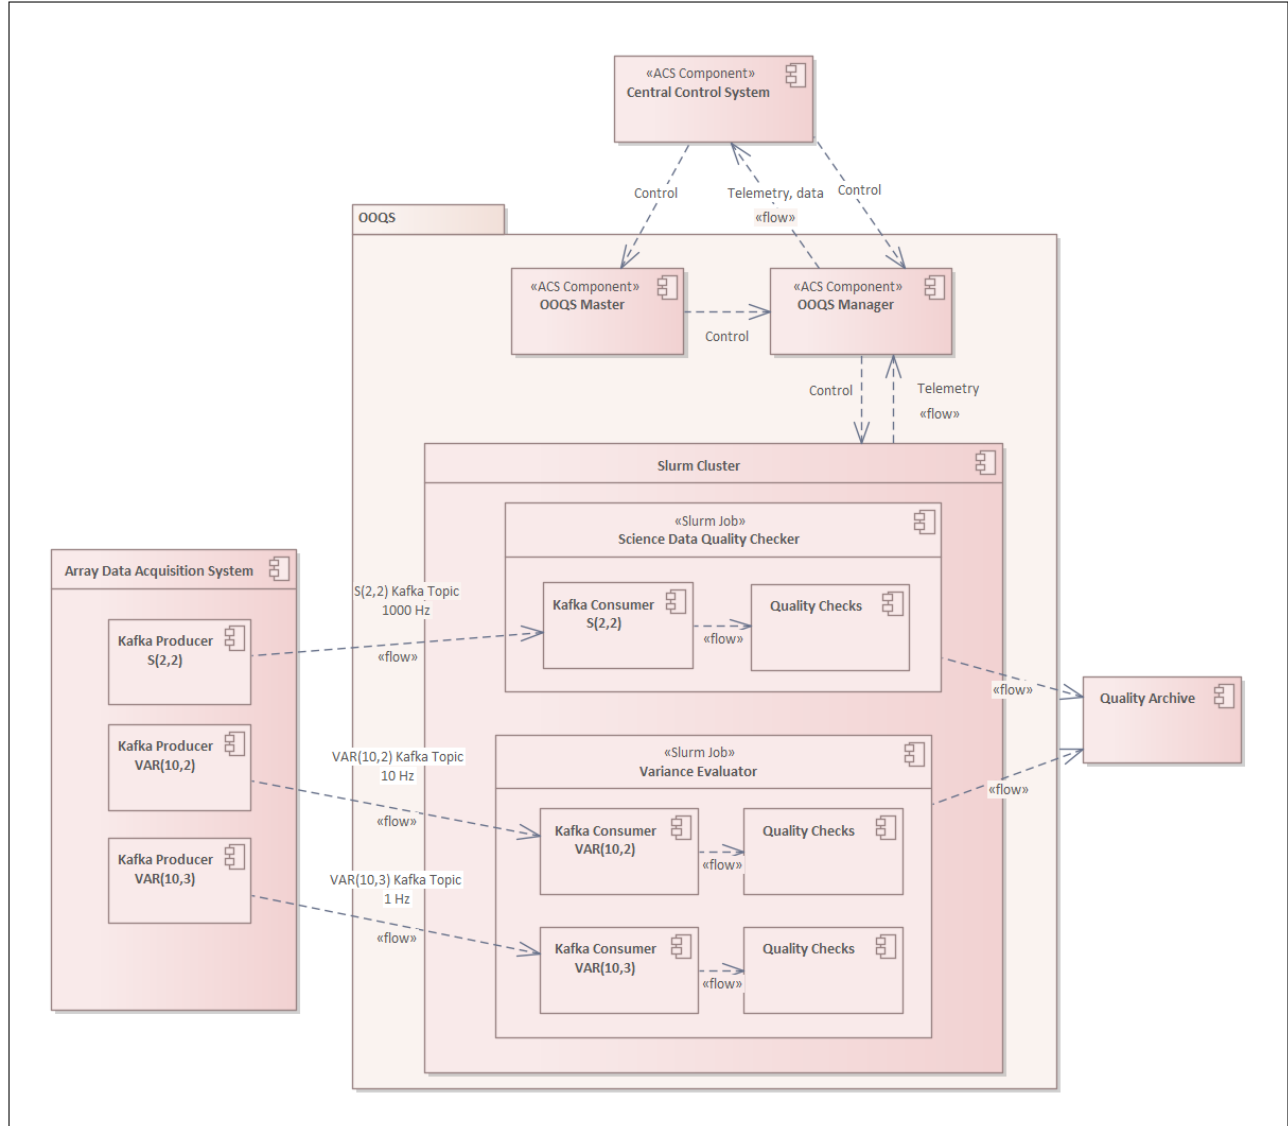 «ACS Component»
Central Control System
Control
Telemetry, data
«flow»
Control
OOQS
«ACS Component»
OOQS Master
Control
«ACS Component»
OOQS Manager
Control
Telemetry
«flow»
Slurm Cluster
«Slurm Job»
Science Data Quality Checker
Array Data Acquisition System
S(2,2) Kafka Topic
1000 Hz
«flow»
Kafka Producer
S(2,2)
Kafka Consumer
S(2,2)
«flow»
Quality Checks
«flow»
Quality Archive
«flow»
Kafka Producer
VAR(10,2)
VAR(10,2) Kafka Topic
10 Hz
«flow»
«Slurm Job»
Variance Evaluator
Kafka Consumer
VAR(10,2)
«flow»
Quality Checks
Kafka Producer
VAR(10,3)
VAR(10,3) Kafka Topic
1 Hz
«flow»
Kafka Consumer
VAR(10,3)
«flow»
Quality Checks